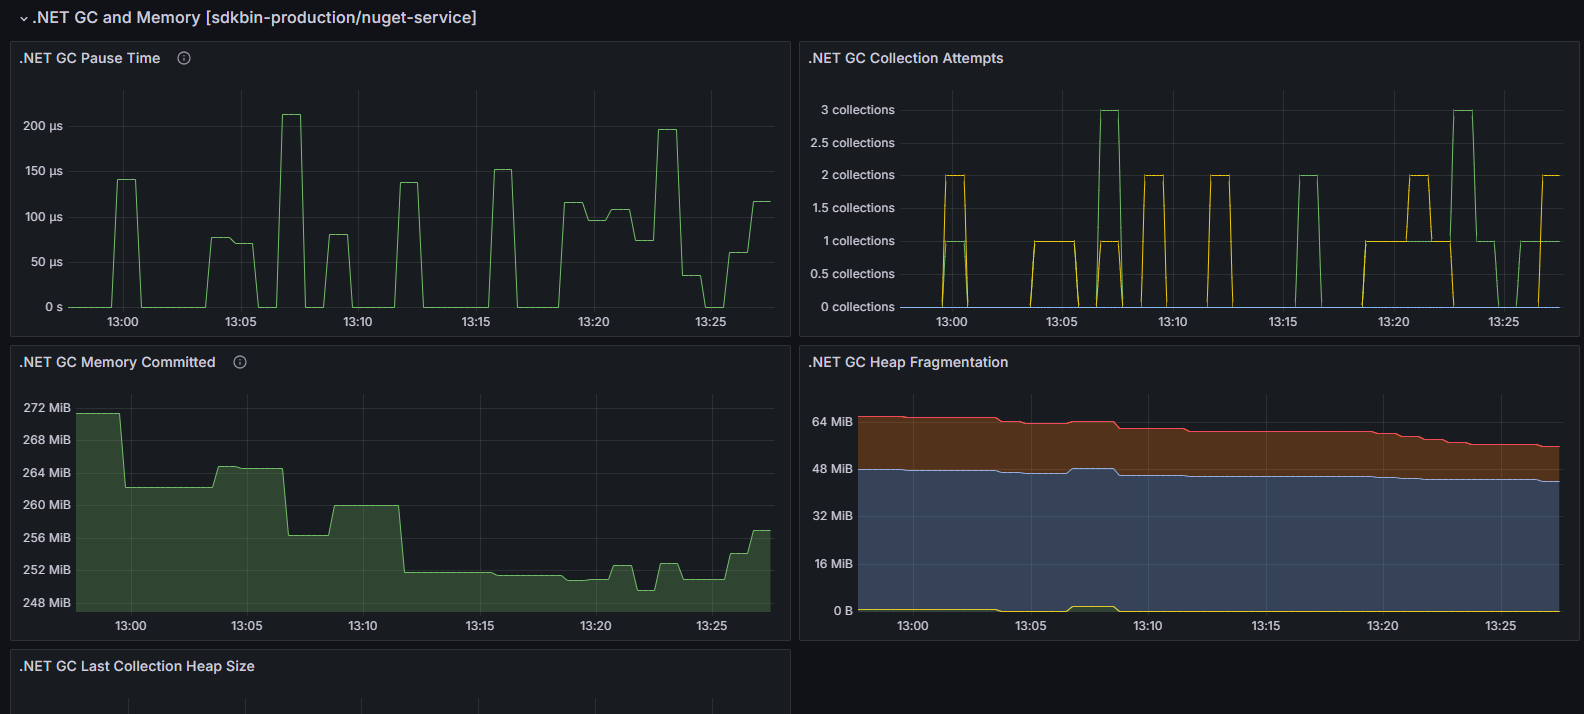 .NET GC and Memory [sdkbin-production/nuget-service]
.NET GC Pause Time
200 µs
150 µs
100 µs
50 µs
0 s
13:00 13:05 13:10 13:15 13:20 13:25
.NET GC Collection Attempts
3 collections
2.5 collections
2 collections
1.5 collections
1 collections
0.5 collections
0 collections
13:00 13:05 13:10 13:15 13:20 13:25
.NET GC Memory Committed
272 MiB
268 MiB
264 MiB
260 MiB
256 MiB
252 MiB
248 MiB
13:00 13:05 13:10 13:15 13:20 13:25
.NET GC Heap Fragmentation
64 MiB
48 MiB
32 MiB
16 MiB
0 B
13:00 13:05 13:10 13:15 13:20 13:25
.NET GC Last Collection Heap Size